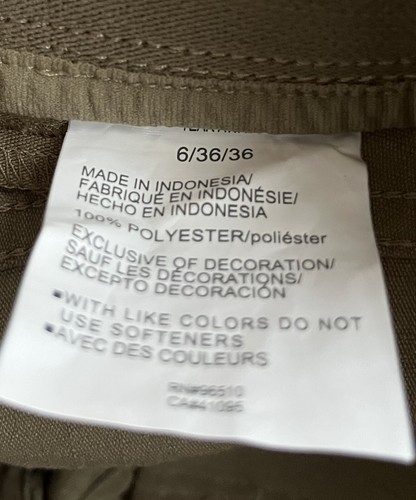 6/36/36
MADE IN INDONESIA/
FABRIQUÉ EN INDONÉSIE/
HECHO EN INDONESIA
100% POLYESTER/poliéster
EXCLUSIVE OF DECORATION/
SAUF LES DÉCORATIONS/
EXCEPTO DECORACIÓN
▪WITH LIKE COLORS DO NOT
USE SOFTENERS
▪AVEC DES COULEURS
RN#96510
CA#41095